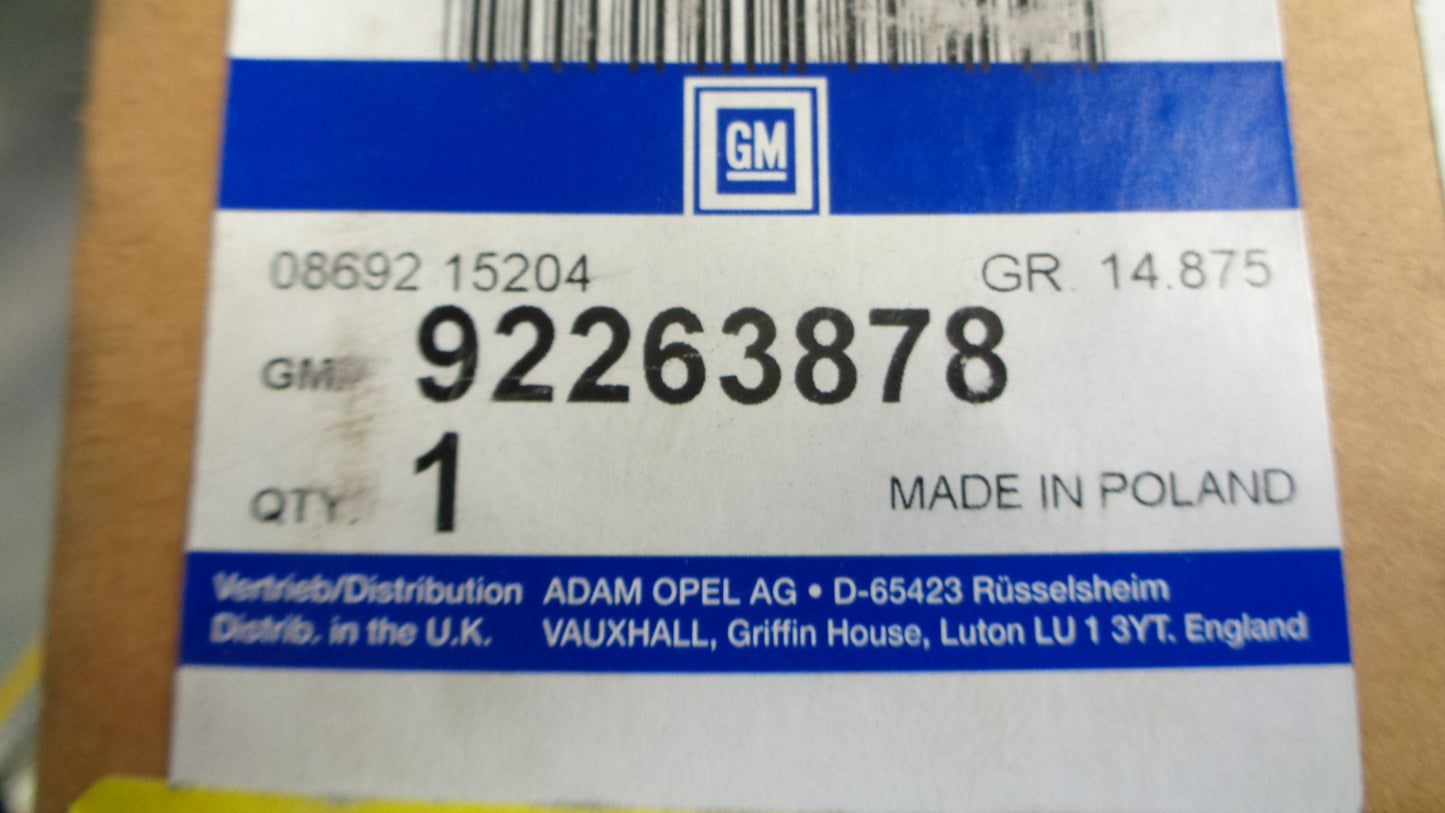 GM
08692 15204 GR. 14.875
GM. 92263878
QTY. 1 MADE IN POLAND
Vertrieb/Distribution ADAM OPEL AG • D-65423 Rüsselsheim
Distrib. in the U.K. VAUXHALL, Griffin House, Luton LU 1 3YT. England